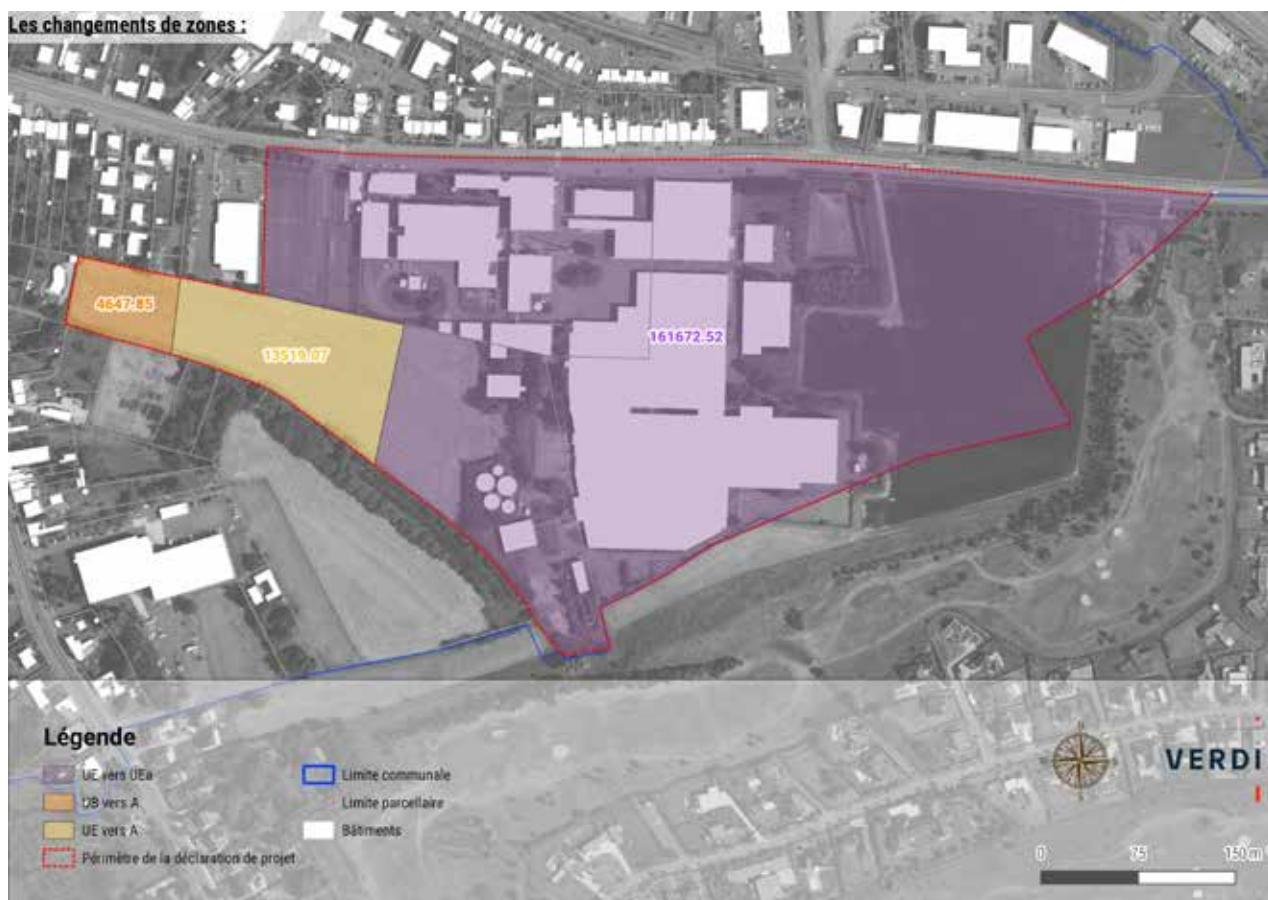 Les changements de zones :
4647.85
13519.07
161672.52
Légende
UE vers UEa
UB vers A
UE vers A
Périmètre de la déclaration de projet
Limite communale
Limite parcellaire
Bâtiments
VERDI
0 75 150 m